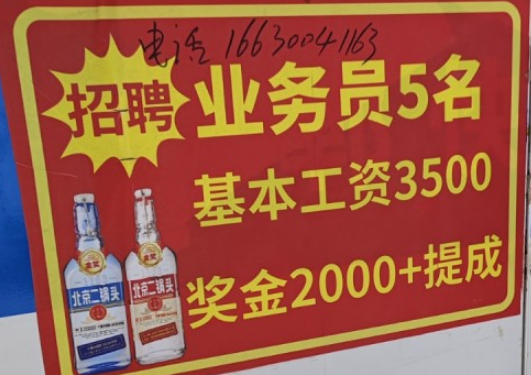 电话 16630041163
招聘
业务员5名
基本工资3500
奖金2000+提成
北京二锅头
北京二锅头